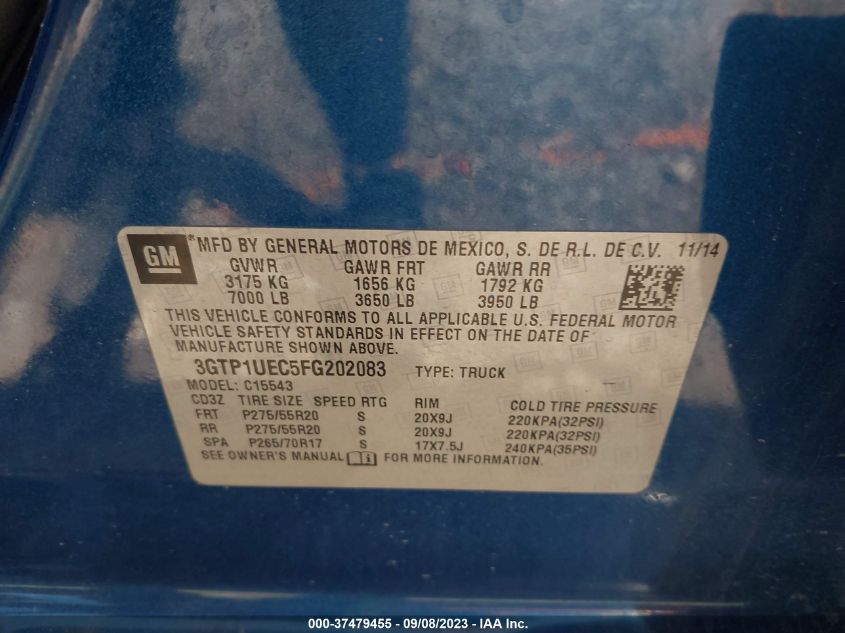 GM
*MFD BY GENERAL MOTORS DE MEXICO, S. DE R.L. DE C.V. 11/14
GVWR GAWR FRT GAWR RR
3175 KG 1656 KG 1792 KG
7000 LB 3650 LB 3950 LB
THIS VEHICLE CONFORMS TO ALL APPLICABLE U.S. FEDERAL MOTOR
VEHICLE SAFETY STANDARDS IN EFFECT ON THE DATE OF
MANUFACTURE SHOWN ABOVE.
3GTP1UEC5FG202083 TYPE: TRUCK
MODEL: C15543
CD3Z TIRE SIZE SPEED RTG RIM COLD TIRE PRESSURE
FRT P275/55R20 S 20X9J 220KPA(32PSI)
RR P275/55R20 S 20X9J 220KPA(32PSI)
SPA P265/70R17 S 17X7.5J 240KPA(35PSI)
SEE OWNER'S MANUAL FOR MORE INFORMATION.
000-37479455 - 09/08/2023 - © IAA Inc.